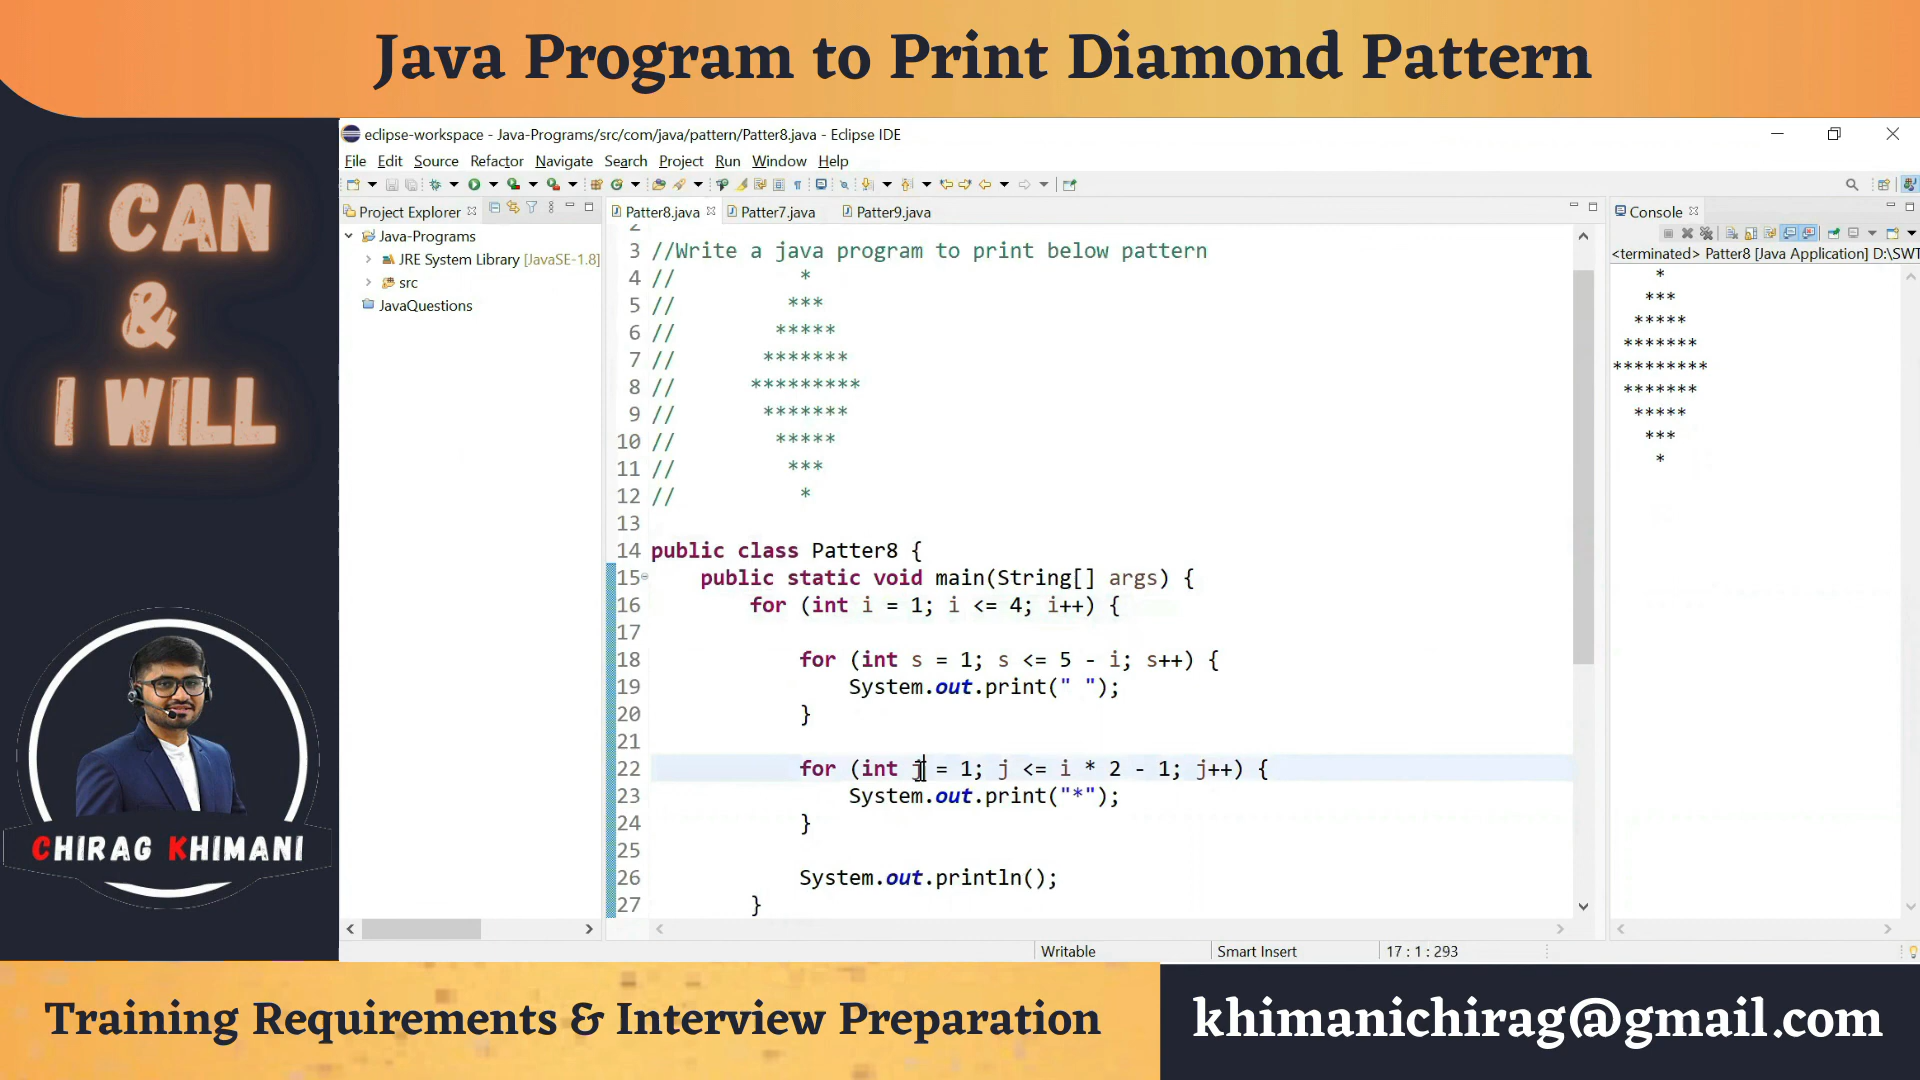 Java Program to Print Diamond Pattern
I CAN
&
I WILL
CHIRAG KHIMANI
eclipse-workspace - Java-Programs/src/com/java/pattern/Patter8.java - Eclipse IDE
File Edit Source Refactor Navigate Search Project Run Window Help
Project Explorer
Java-Programs
JRE System Library [JavaSE-1.8]
src
JavaQuestions
Patter8.java Patter7.java Patter9.java
2
3 //Write a java program to print below pattern
4 // *
5 // ***
6 // *****
7 // *******
8 // *********
9 // *******
10 // *****
11 // ***
12 // *
13
14 public class Patter8 {
15 public static void main(String[] args) {
16 for (int i = 1; i <= 4; i++) {
17
18 for (int s = 1; s <= 5 - i; s++) {
19 System.out.print(" ");
20 }
21
22 for (int j = 1; j <= i * 2 - 1; j++) {
23 System.out.print("*");
24 }
25
26 System.out.println();
27 }
Console
<terminated> Patter8 [Java Application] D:\SWT
*
***
*****
*******
*********
*******
*****
***
*
Writable Smart Insert 17 : 1 : 293
Training Requirements & Interview Preparation
khimanichirag@gmail.com